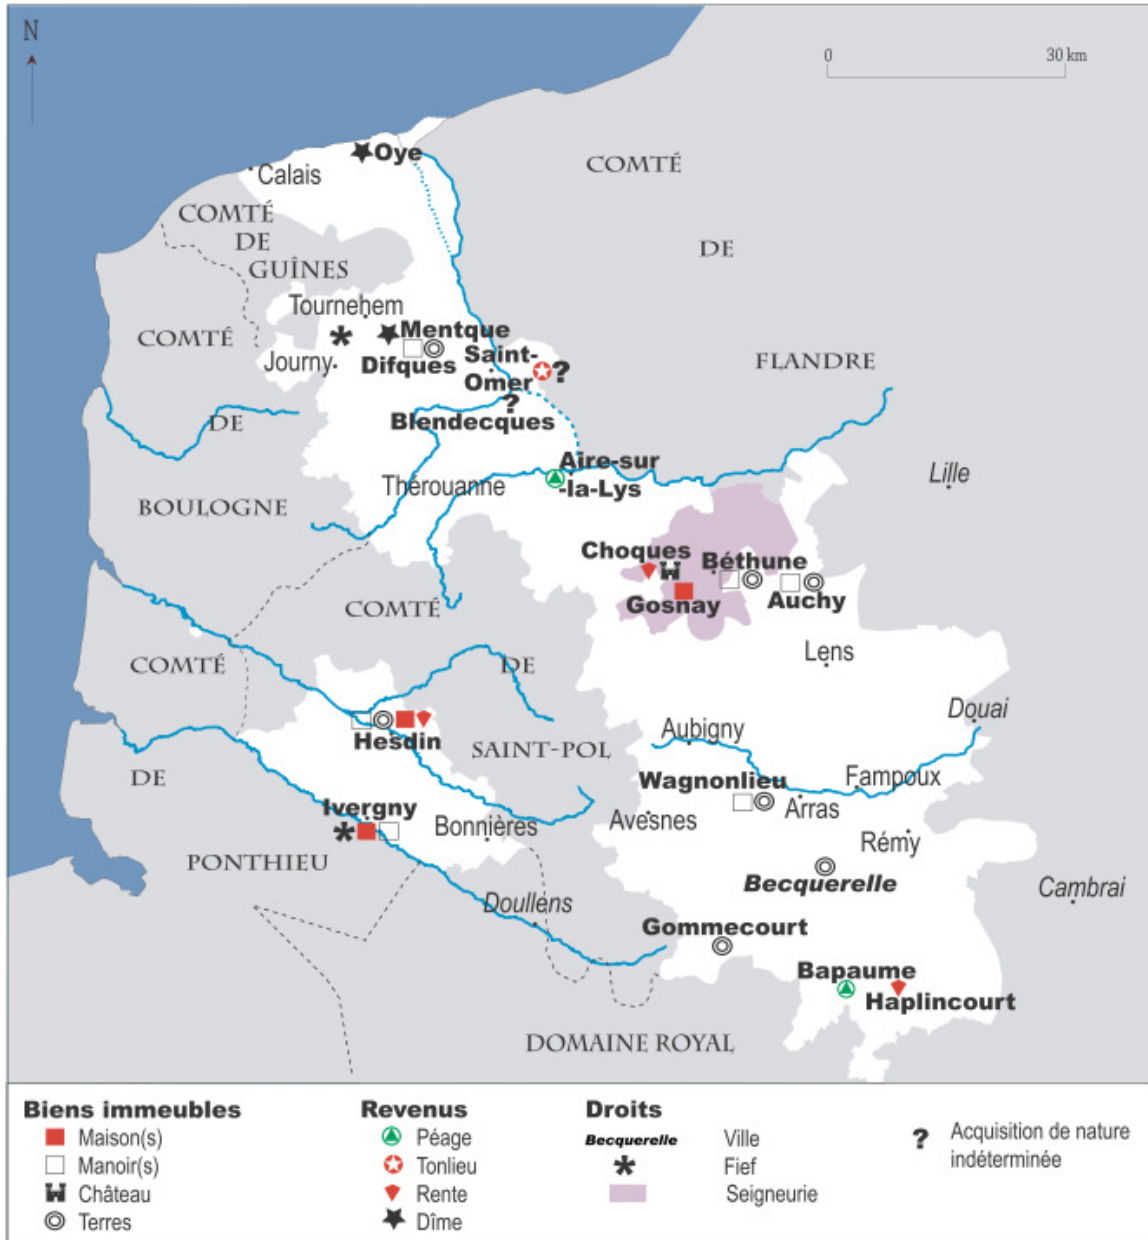 N
0 30 km
Oye
Calais
COMTÉ
DE
GUÎNES
COMTÉ
DE
FLANDRE
Tournehem
Mentque
Journy
Difques
Saint-
Omer
?
?
Blendecques
COMTÉ
DE
BOULOGNE
Thérouanne
Aire-sur
-la-Lys
Lille
Choques
Béthune
Gosnay
Auchy
COMTÉ
DE
SAINT-POL
Lens
COMTÉ
DE
PONTHIEU
Hesdin
Aubigny
Douai
Wagnonlieu
Fampoux
Ivergny
Bonnières
Avesnes
Arras
Rémy
Becquerelle
Cambrai
Doullens
Gommecourt
Bapaume
Haplincourt
DOMAINE ROYAL
Biens immeubles
Maison(s)
Manoir(s)
Château
Terres
Revenus
Péage
Tonlieu
Rente
Dîme
Droits
Becquerelle Ville
Fief
Seigneurie
? Acquisition de nature
indéterminée